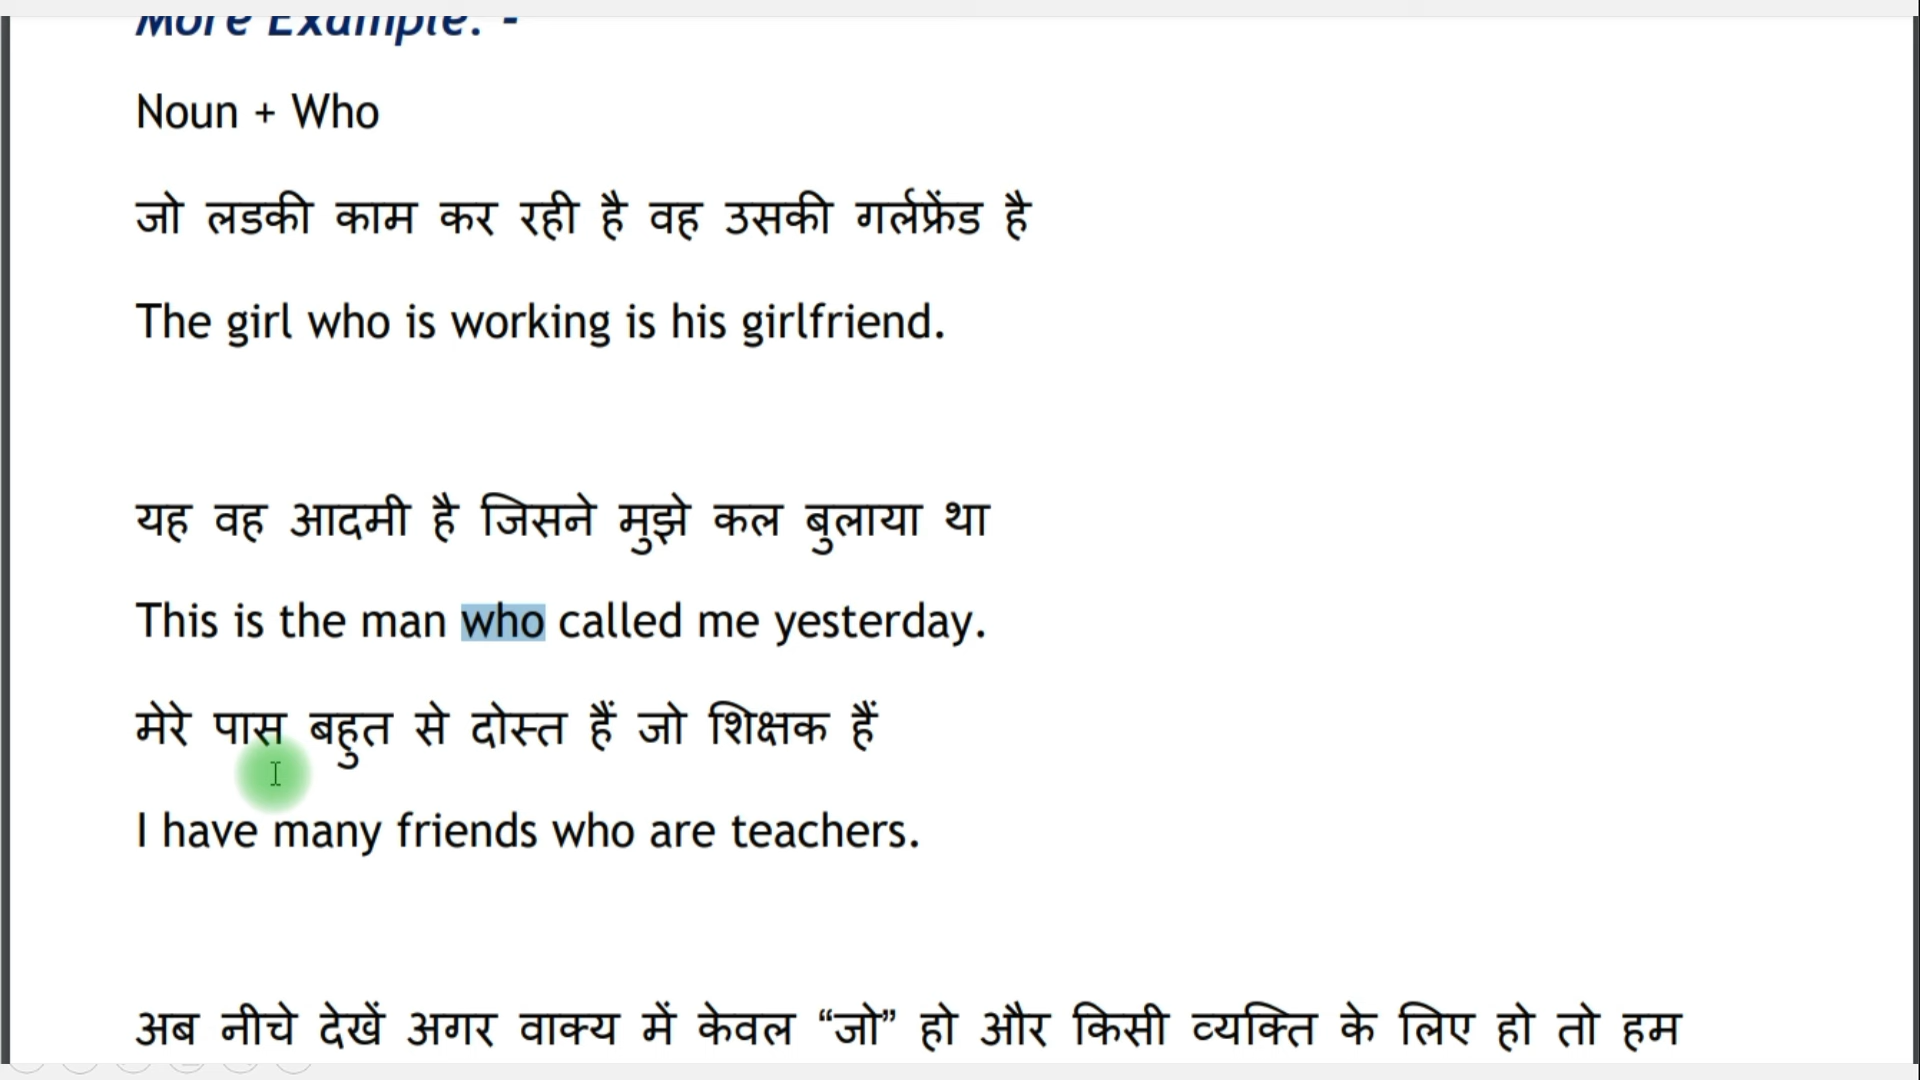 More Example: -
Noun + Who
जो लडकी काम कर रही है वह उसकी गर्लफ्रेंड है
The girl who is working is his girlfriend.
यह वह आदमी है जिसने मुझे कल बुलाया था
This is the man who called me yesterday.
मेरे पास बहुत से दोस्त हैं जो शिक्षक हैं
I have many friends who are teachers.
अब नीचे देखें अगर वाक्य में केवल “जो” हो और किसी व्यक्ति के लिए हो तो हम